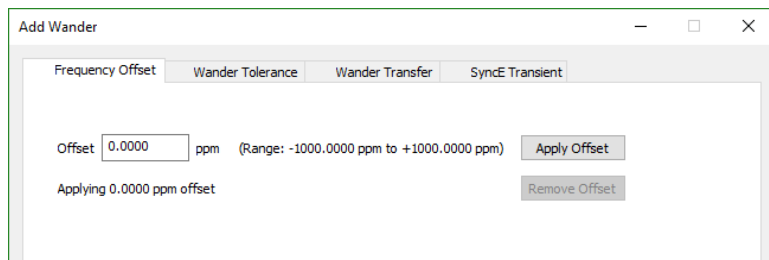 Add Wander
Frequency Offset Wander Tolerance Wander Transfer SyncE Transient
Offset 0.0000 ppm (Range: -1000.0000 ppm to +1000.0000 ppm) Apply Offset
Applying 0.0000 ppm offset Remove Offset